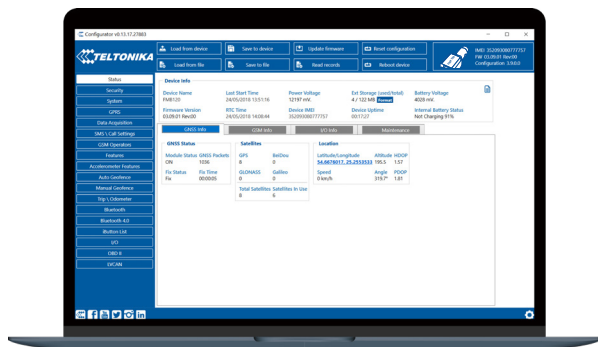 Configurator v0.13.17.27883
TELTONIKA
Load from device
Save to device
Update firmware
Reset configuration
Load from file
Save to file
Read records
Reboot device
IMEI 352093080777757
FW 03.09.01 Rev:00
Configuration 3.9.0.0
Status
Security
System
GPRS
Data Acquisition
SMS \ Call Settings
GSM Operators
Features
Accelerometer Features
Auto Geofence
Manual Geofence
Trip \ Odometer
Bluetooth
Bluetooth 4.0
iButton List
I/O
OBD II
LVCAN
Device Info
Device Name Last Start Time Power Voltage Ext Storage (used/total) Battery Voltage
FMB120 24/05/2018 13:51:16 12197 mV. 4 / 122 MB Format 4028 mV.
Firmware Version RTC Time Device IMEI Device Uptime Internal Battery Status
03.09.01 Rev:00 24/05/2018 14:08:44 352093080777757 00:17:27 Not Charging 91%
GNSS Info GSM Info I/O Info Maintenance
GNSS Status
Module Status GNSS Packets
ON 1036
Fix Status Fix Time
Fix 00:00:05
Satellites
GPS BeiDou
8 0
GLONASS Galileo
0 0
Total Satellites Satellites In Use
8 6
Location
Latitude/Longitude Altitude HDOP
54.6678017, 25.2553533 195.5 1.57
Speed Angle PDOP
0 km/h 319.7° 1.81